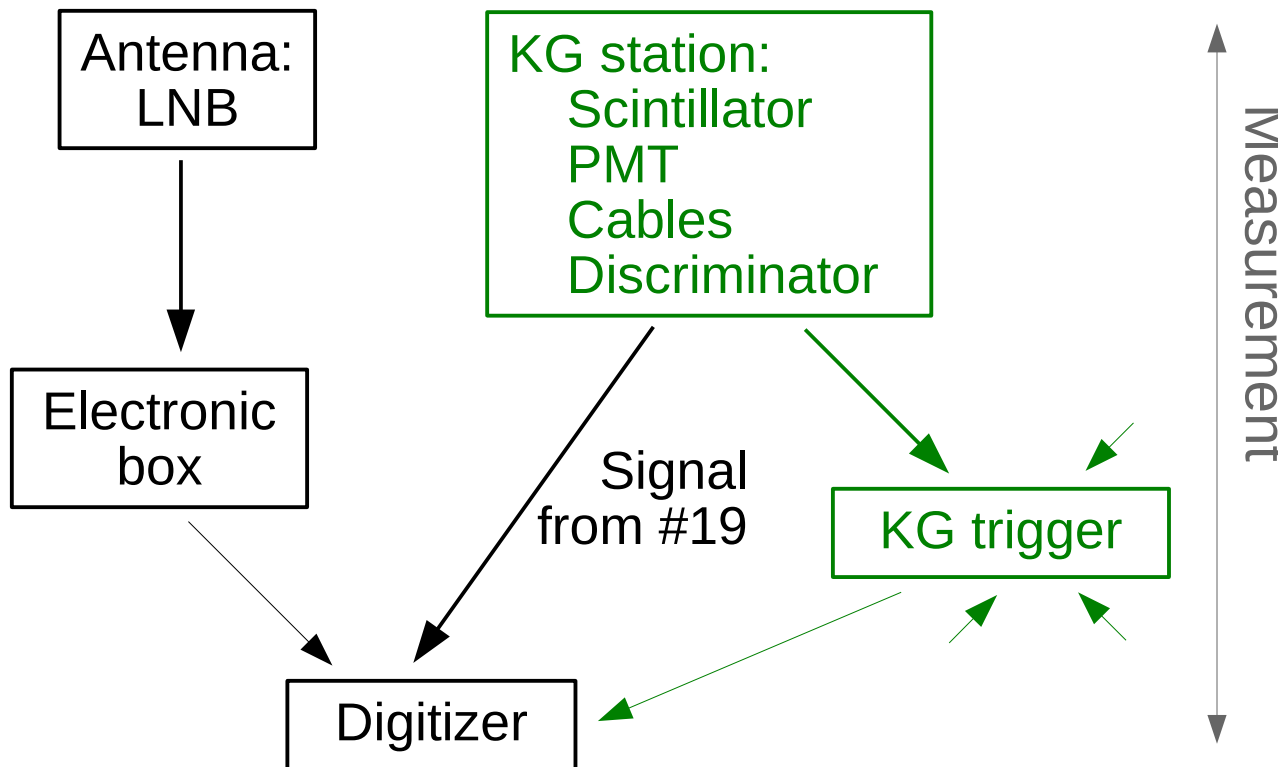 Antenna:
LNB
KG station:
Scintillator
PMT
Cables
Discriminator
Measurement
Electronic
box
Signal
from #19
KG trigger
Digitizer